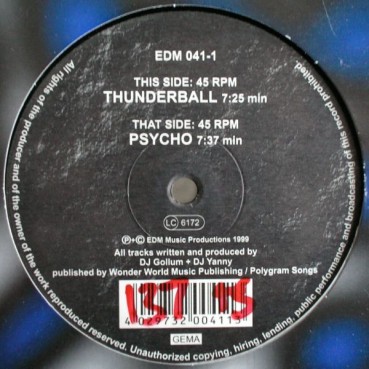 EDM 041-1
THIS SIDE: 45 RPM
THUNDERBALL 7:25 min
THAT SIDE: 45 RPM
PSYCHO 7:37 min
LC 6172
Ⓟ+© EDM Music Productions 1999
All tracks written and produced by
DJ Gollum + DJ Yanny
published by Wonder World Music Publishing / Polygram Songs
4 029732 00411
GEMA
All rights of the producer and of the owner of the work reproduced reserved. Unauthorized copying, hiring, lending, public performance and broadcasting of this record prohibited.